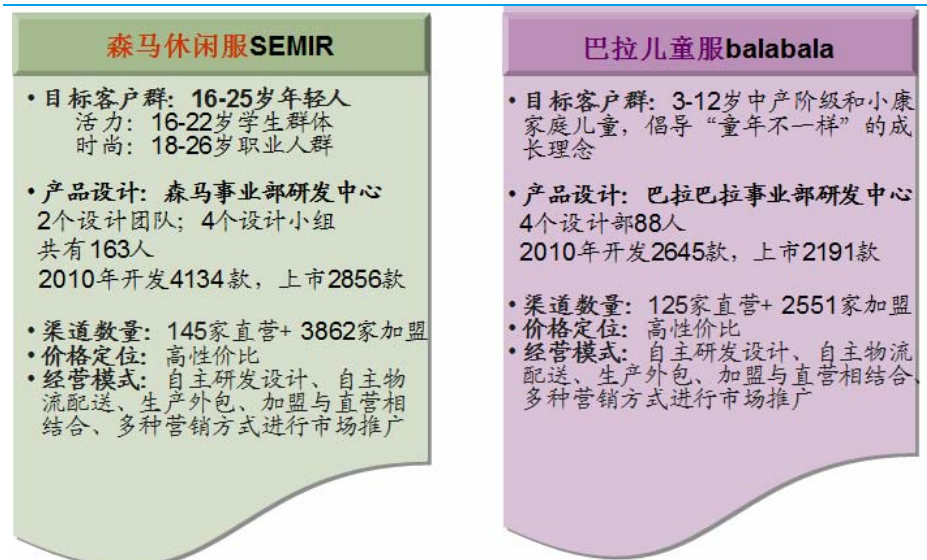 森马休闲服SEMIR
• 目标客户群：16-25岁年轻人
活力：16-22岁学生群体
时尚：18-26岁职业人群
• 产品设计：森马事业部研发中心
2个设计团队；4个设计小组
共有163人
2010年开发4134款，上市2856款
• 渠道数量：145家直营+ 3862家加盟
• 价格定位：高性价比
• 经营模式：自主研发设计、自主物
流配送、生产外包、加盟与直营相
结合、多种营销方式进行市场推广
巴拉儿童服balabala
• 目标客户群：3-12岁中产阶级和小康
家庭儿童，倡导“童年不一样”的成
长理念
• 产品设计：巴拉巴拉事业部研发中心
4个设计部88人
2010年开发2645款，上市2191款
• 渠道数量：125家直营+ 2551家加盟
• 价格定位：高性价比
• 经营模式：自主研发设计、自主物流
配送、生产外包、加盟与直营相结合、
多种营销方式进行市场推广